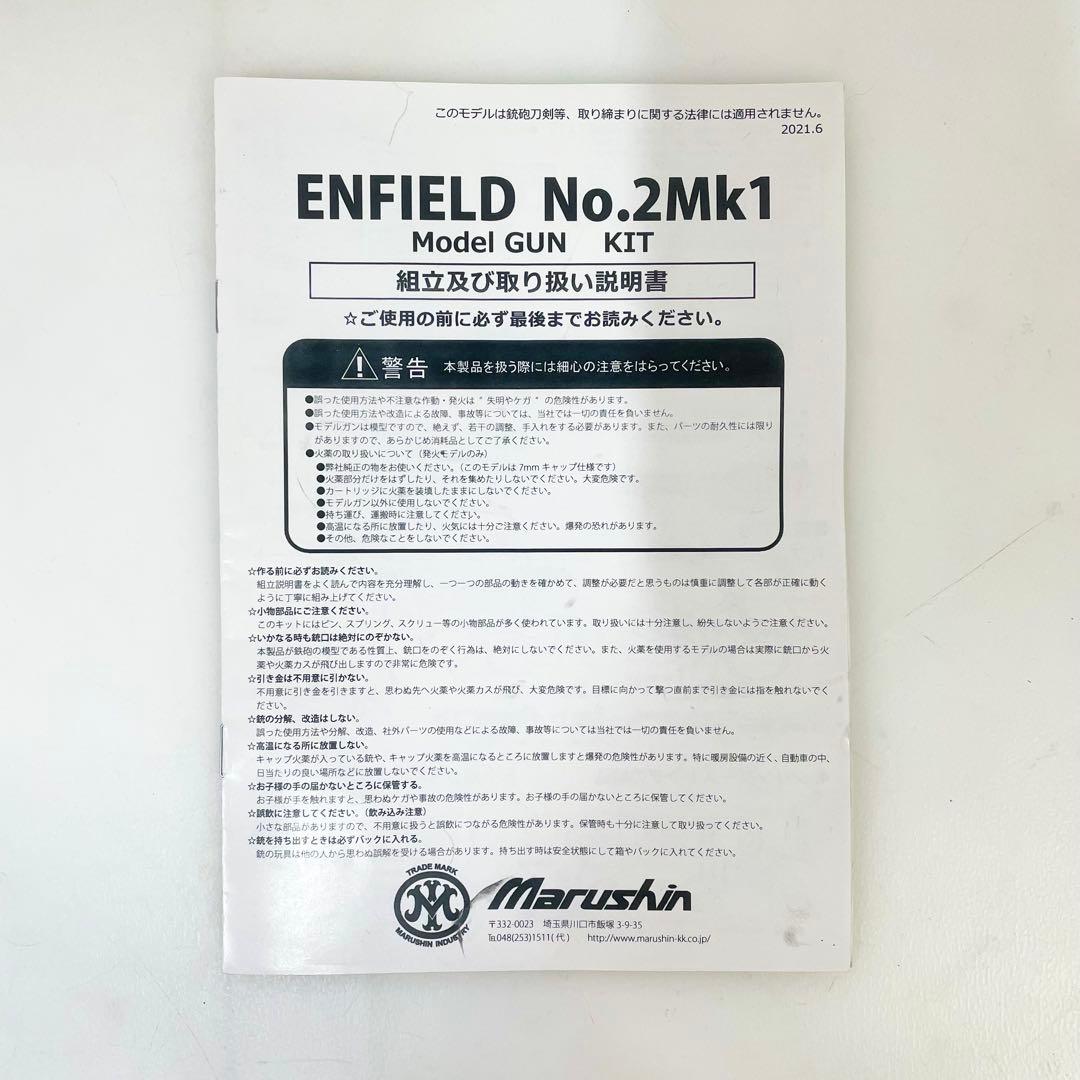 このモデルは銃砲刀剣等、取り締まりに関する法律には適用されません。
2021.6
ENFIELD No.2Mk1
Model GUN KIT
組立及び取り扱い説明書
☆ご使用の前に必ず最後までお読みください。
警告 本製品を扱う際には細心の注意をはらってください。
●誤った使用方法や不注意な作動・発火は”失明やケガ”の危険性があります。
●誤った使用方法や改造による故障、事故等については、当社では一切の責任を負いません。
●モデルガンは模型ですので、絶えず、若干の調整、手入れをする必要があります。また、パーツの耐久性には限り
がありますので、あらかじめ消耗品としてご了承ください。
●火薬の取り扱いについて（発火モデルのみ）
●弊社純正の物をお使いください。（このモデルは 7mm キャップ仕様です）
●火薬部分だけをはずしたり、それを集めたりしないでください。大変危険です。
●カートリッジに火薬を装填したままにしないでください。
●モデルガン以外に使用しないでください。
●持ち運び、運搬時に注意してください。
●高温になる所に放置したり、火気には十分ご注意ください。爆発の恐れがあります。
●その他、危険なことをしないでください。
☆作る前に必ずお読みください。
組立説明書をよく読んで内容を充分理解し、一つ一つの部品の動きを確かめて、調整が必要だと思うものは慎重に調整して各部が正確に動く
ように丁寧に組み上げてください。
☆小物部品にご注意ください。
このキットにはピン、スプリング、スクリュー等の小物部品が多く使われています。取り扱いには十分注意し、紛失しないようご注意ください。
☆いかなる時も銃口は絶対にのぞかない。
本製品が鉄砲の模型である性質上、銃口をのぞく行為は、絶対にしないでください。また、火薬を使用するモデルの場合は実際に銃口から火
薬や火薬カスが飛び出しますので非常に危険です。
☆引き金は不用意に引かない。
不用意に引き金を引きますと、思わぬ先へ火薬や火薬カスが飛び、大変危険です。目標に向かって撃つ直前まで引き金には指を触れないでく
ださい。
☆銃の分解、改造はしない。
誤った使用方法や分解、改造、社外パーツの使用などによる故障、事故等については当社では一切の責任を負いません。
☆高温になる所に放置しない。
キャップ火薬が入っている銃や、キャップ火薬を高温になるところに放置しますと爆発の危険性があります。特に暖房設備の近く、自動車の中、
日当たりの良い場所などに放置しないでください。
☆お子様の手の届かないところに保管する。
お子様が手を触れますと、思わぬケガや事故の危険性があります。お子様の手の届かないところに保管してください。
☆誤飲に注意してください。（飲み込み注意）
小さな部品がありますので、不用意に扱うと誤飲につながる危険性があります。保管時も十分に注意して取り扱ってください。
☆銃を持ち出すときは必ずバックに入れる。
銃の玩具は他の人から思わぬ誤解を受ける場合があります。持ち出す時は安全状態にして箱やバックに入れてください。
TRADE MARK
MARUSHIN INDUSTRY
Marushin
〒332-0023 埼玉県川口市飯塚 3-9-35
℡048(253)1511(代) http://www.marushin-kk.co.jp/